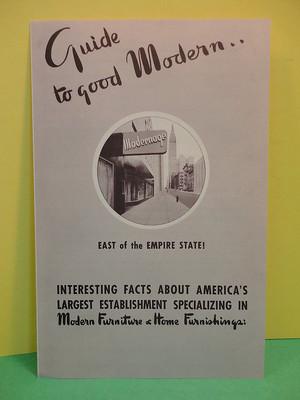 Guide
to good Modern..
Modernage
EAST of the EMPIRE STATE!
INTERESTING FACTS ABOUT AMERICA'S
LARGEST ESTABLISHMENT SPECIALIZING IN
Modern Furniture & Home Furnishings: